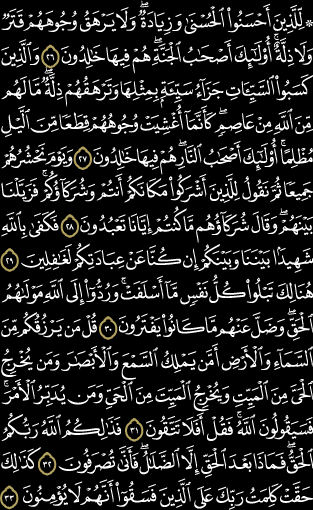 ۞ لِّلَّذِينَ أَحْسَنُوا۟ ٱلْحُسْنَىٰ وَزِيَادَةٌ ۖ وَلَا يَرْهَقُ وُجُوهَهُمْ قَتَرٌ
وَلَا ذِلَّةٌ ۚ أُو۟لَـٰٓئِكَ أَصْحَـٰبُ ٱلْجَنَّةِ ۖ هُمْ فِيهَا خَـٰلِدُونَ ٢٦ وَٱلَّذِينَ
كَسَبُوا۟ ٱلسَّيِّـَٔاتِ جَزَآءُ سَيِّئَةٍۭ بِمِثْلِهَا وَتَرْهَقُهُمْ ذِلَّةٌ ۖ مَّا لَهُم
مِّنَ ٱللَّهِ مِنْ عَاصِمٍ ۖ كَأَنَّمَآ أُغْشِيَتْ وُجُوهُهُمْ قِطَعًا مِّنَ ٱلَّيْلِ
مُظْلِمًا ۚ أُو۟لَـٰٓئِكَ أَصْحَـٰبُ ٱلنَّارِ ۖ هُمْ فِيهَا خَـٰلِدُونَ ٢٧ وَيَوْمَ نَحْشُرُهُمْ
جَمِيعًا ثُمَّ نَقُولُ لِلَّذِينَ أَشْرَكُوا۟ مَكَانَكُمْ أَنتُمْ وَشُرَكَآؤُكُمْ ۚ فَزَيَّلْنَا
بَيْنَهُمْ ۖ وَقَالَ شُرَكَآؤُهُم مَّا كُنتُمْ إِيَّانَا تَعْبُدُونَ ٢٨ فَكَفَىٰ بِٱللَّهِ
شَهِيدًۢا بَيْنَنَا وَبَيْنَكُمْ إِن كُنَّا عَنْ عِبَادَتِكُمْ لَغَـٰفِلِينَ ٢٩
هُنَالِكَ تَبْلُوا۟ كُلُّ نَفْسٍ مَّآ أَسْلَفَتْ ۚ وَرُدُّوٓا۟ إِلَى ٱللَّهِ مَوْلَىٰهُمُ
ٱلْحَقِّ ۖ وَضَلَّ عَنْهُم مَّا كَانُوا۟ يَفْتَرُونَ ٣٠ قُلْ مَن يَرْزُقُكُم مِّنَ
ٱلسَّمَآءِ وَٱلْأَرْضِ أَمَّن يَمْلِكُ ٱلسَّمْعَ وَٱلْأَبْصَـٰرَ وَمَن يُخْرِجُ
ٱلْحَىَّ مِنَ ٱلْمَيِّتِ وَيُخْرِجُ ٱلْمَيِّتَ مِنَ ٱلْحَىِّ وَمَن يُدَبِّرُ ٱلْأَمْرَ ۚ
فَسَيَقُولُونَ ٱللَّهُ ۚ فَقُلْ أَفَلَا تَتَّقُونَ ٣١ فَذَٰلِكُمُ ٱللَّهُ رَبُّكُمُ
ٱلْحَقُّ ۖ فَمَاذَا بَعْدَ ٱلْحَقِّ إِلَّا ٱلضَّلَـٰلُ ۖ فَأَنَّىٰ تُصْرَفُونَ ٣٢ كَذَٰلِكَ
حَقَّتْ كَلِمَتُ رَبِّكَ عَلَى ٱلَّذِينَ فَسَقُوٓا۟ أَنَّهُمْ لَا يُؤْمِنُونَ ٣٣